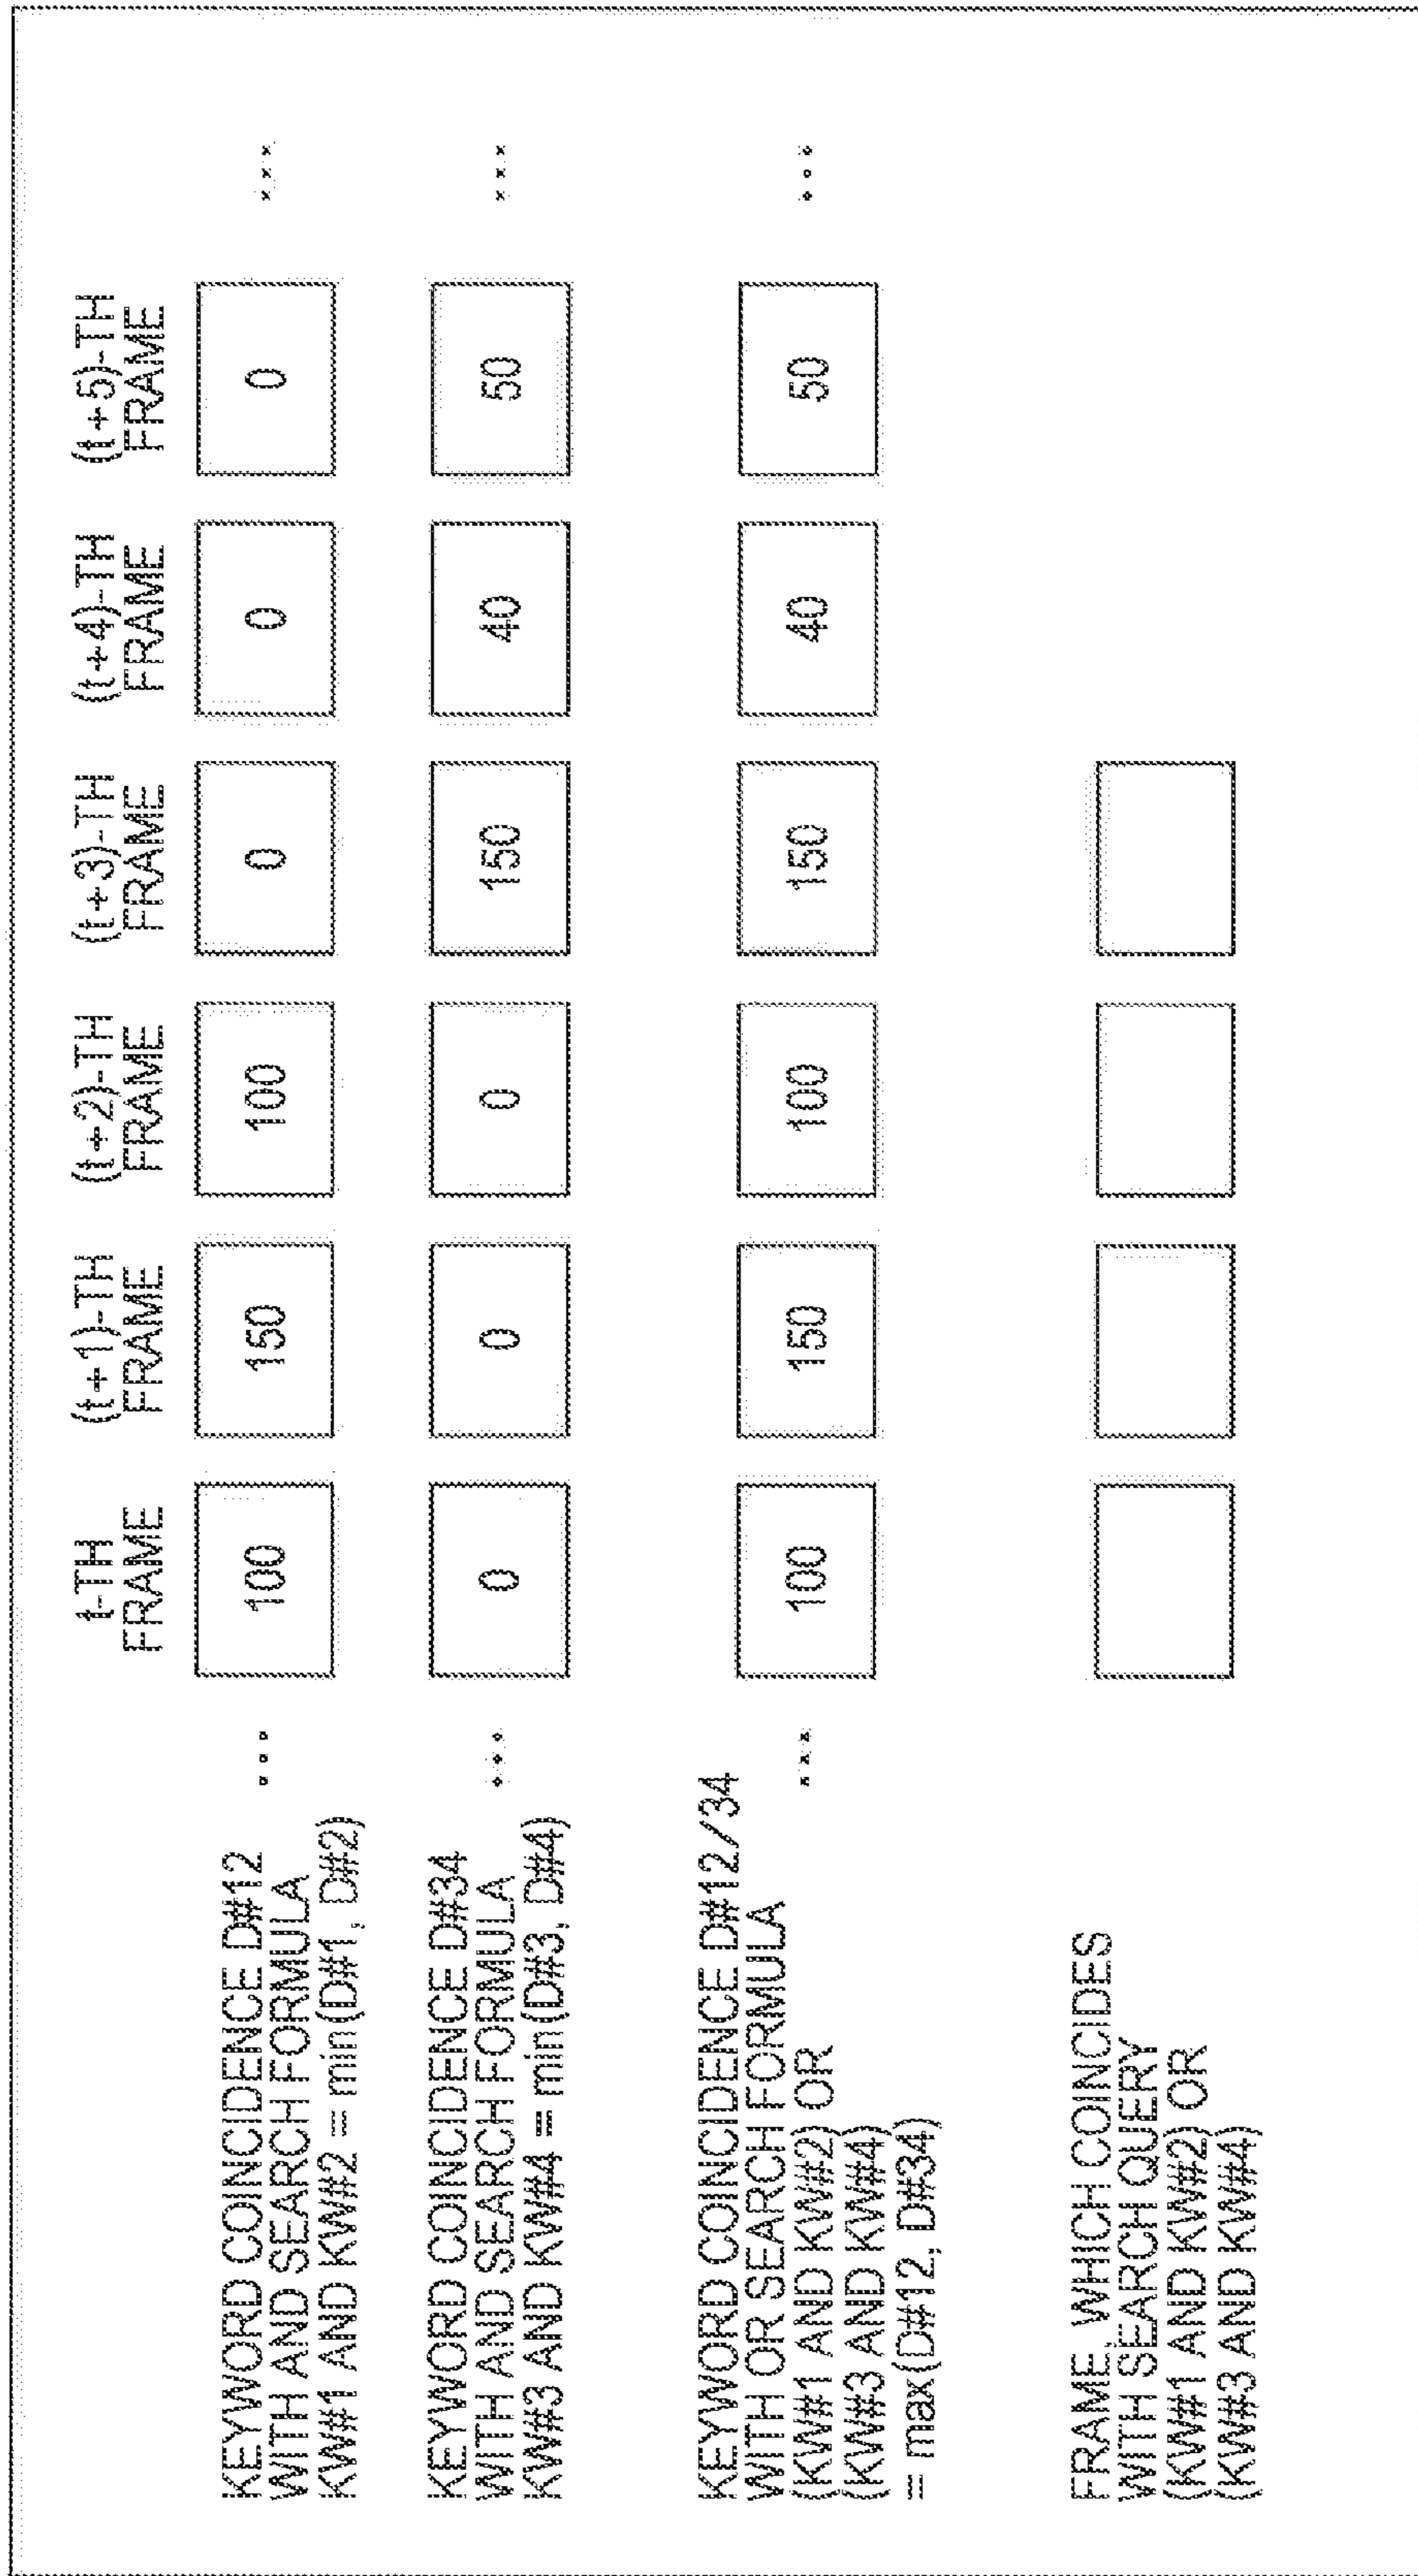 t-TH
FRAME
(t+1)-TH
FRAME
(t+2)-TH
FRAME
(t+3)-TH
FRAME
(t+4)-TH
FRAME
(t+5)-TH
FRAME
KEYWORD COINCIDENCE D#12
WITH AND SEARCH FORMULA
KW#1 AND KW#2 = min(D#1, D#2)
... 100 150 100 0 0 0 ...
KEYWORD COINCIDENCE D#34
WITH AND SEARCH FORMULA
KW#3 AND KW#4 = min(D#3, D#4)
... 0 0 0 150 40 50 ...
KEYWORD COINCIDENCE D#12/34
WITH OR SEARCH FORMULA
(KW#1 AND KW#2) OR
(KW#3 AND KW#4)
= max(D#12, D#34)
... 100 150 100 150 40 50 ...
FRAME WHICH COINCIDES
WITH SEARCH QUERY
(KW#1 AND KW#2) OR
(KW#3 AND KW#4)